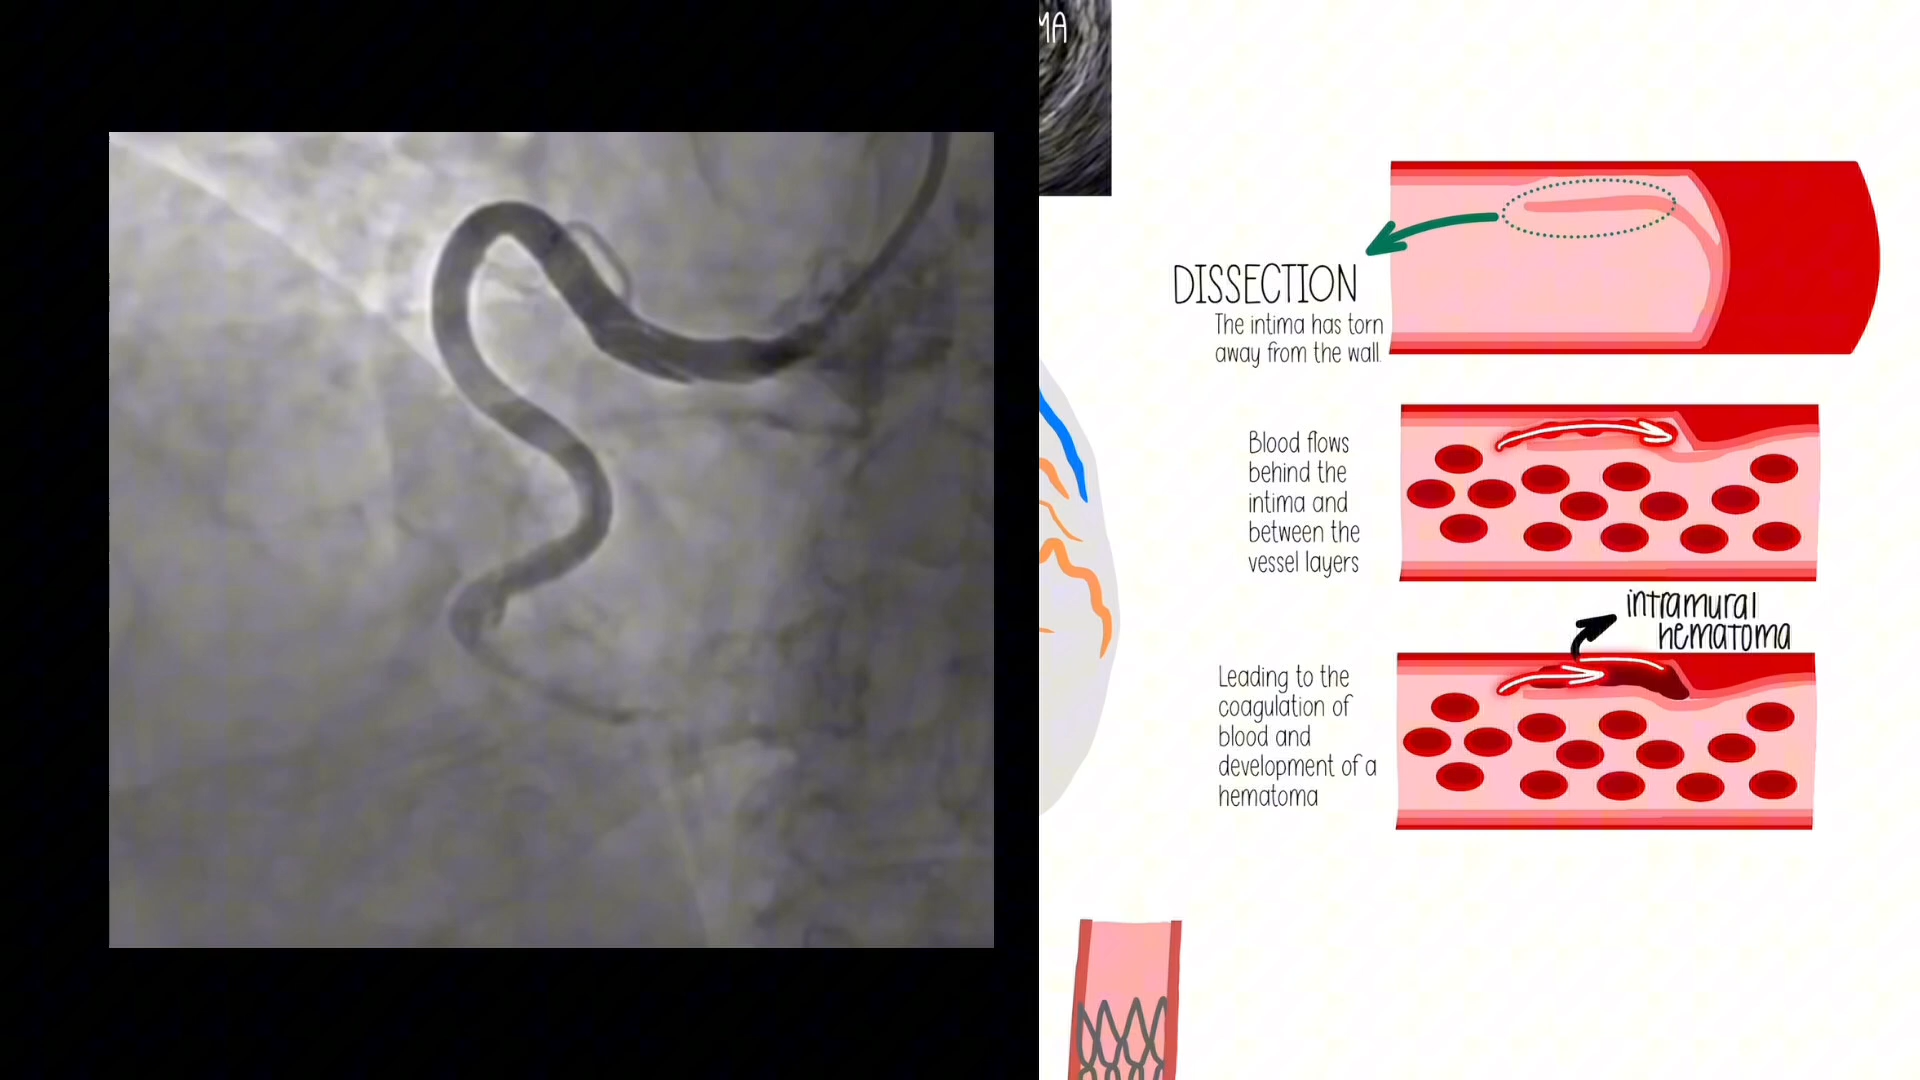 DISSECTION
The intima has torn
away from the wall.
Blood flows
behind the
intima and
between the
vessel layers
intramural
hematoma
Leading to the
coagulation of
blood and
development of a
hematoma